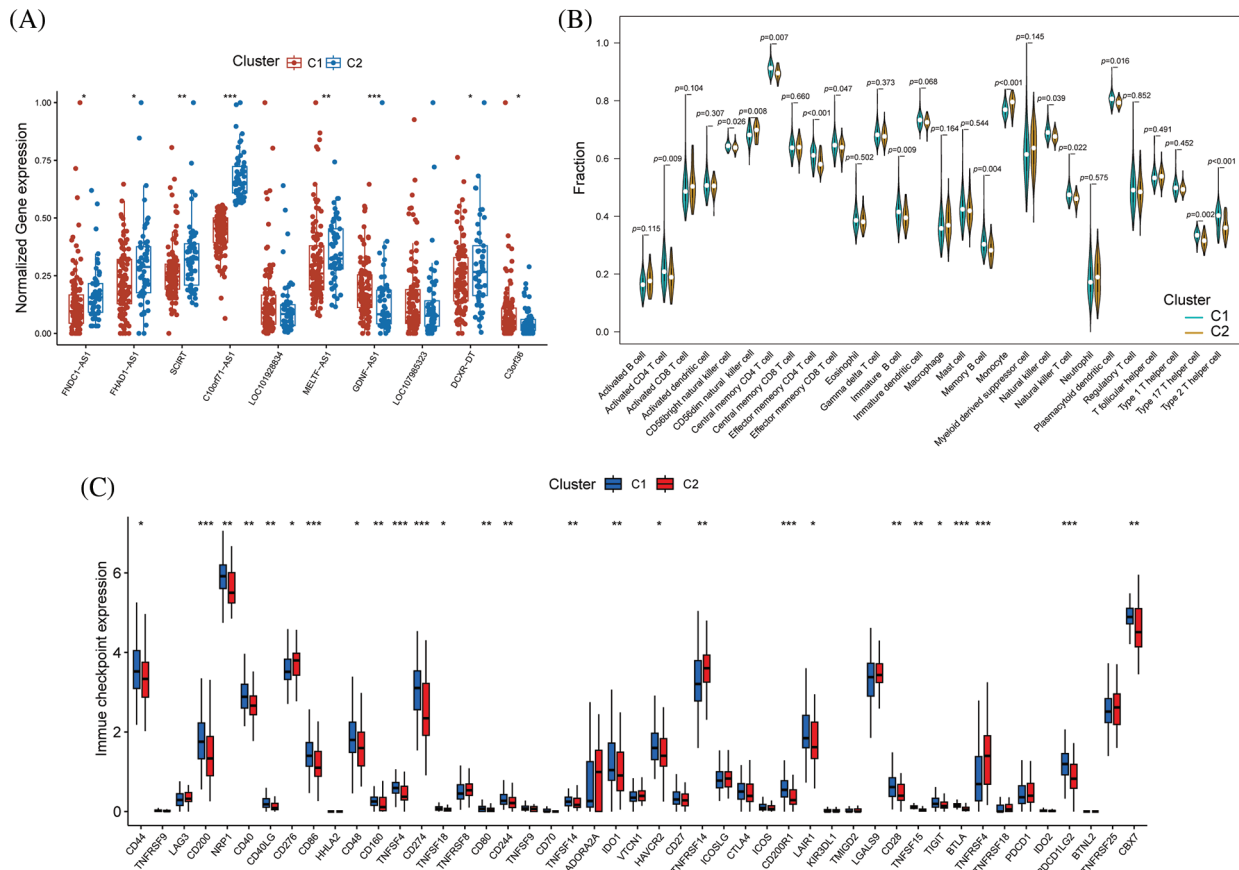 (A)
Cluster C1 C2
* * ** *** ** *** * *
Normalized Gene expression
1.00
0.75
0.50
0.25
0.00
FNDC1-AS1
FHAD1-AS1
SCIRT
C10orf71-AS1
LOC101928834
MELTF-AS1
GDNF-AS1
LOC107985323
DCXR-DT
C3orf36
(B)
Fraction
1.0
0.8
0.6
0.4
0.2
0.0
p=0.115
p=0.009
p=0.104
p=0.307
p=0.026
p=0.008
p=0.007
p=0.660
p<0.001
p=0.047
p=0.502
p=0.373
p=0.009
p=0.068
p=0.164
p=0.544
p=0.004
p<0.001
p=0.145
p=0.039
p=0.022
p=0.575
p=0.016
p=0.852
p=0.491
p=0.452
p=0.002
p<0.001
Cluster
C1
C2
Activated B cell
Activated CD4 T cell
Activated CD8 T cell
Activated dendritic cell
CD56bright natural killer cell
CD56dim natural killer cell
Central memory CD4 T cell
Central memory CD8 T cell
Effector memory CD4 T cell
Effector memory CD8 T cell
Eosinophil
Gamma delta T cell
Immature B cell
Immature dendritic cell
Macrophage
Mast cell
Memory B cell
Monocyte
Myeloid derived suppressor cell
Natural killer cell
Natural killer T cell
Neutrophil
Plasmacytoid dendritic cell
Regulatory T cell
T follicular helper cell
Type 1 T helper cell
Type 17 T helper cell
Type 2 T helper cell
(C)
Cluster C1 C2
* *** ** ** ** * *** * ** *** *** * ** ** ** ** * ** *** * ** ** * *** *** *** **
Immue checkpoint expression
6
4
2
0
CD44
TNFRSF9
LAG3
CD200
NRP1
CD40
CD40LG
CD276
CD86
HHLA2
CD48
CD160
TNFSF4
CD274
TNFSF18
TNFRSF8
CD80
CD244
TNFSF9
CD70
TNFSF14
ADORA2A
IDO1
VTCN1
HAVCR2
CD27
TNFRSF14
ICOSLG
CTLA4
ICOS
CD200R1
LAIR1
KIR3DL1
TMIGD2
LGALS9
CD28
TNFSF15
TIGIT
BTLA
TNFRSF4
TNFRSF18
PDCD1
IDO2
PDCD1LG2
BTNL2
TNFRSF25
CBX7